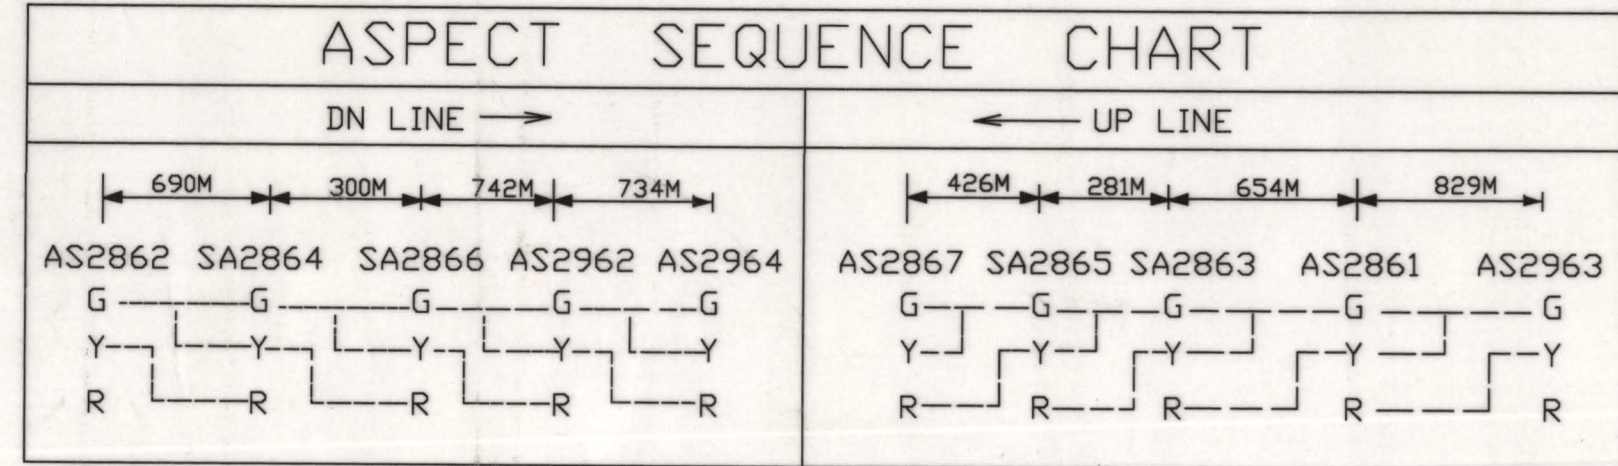 ASPECT SEQUENCE CHART
DN LINE
690M 300M 742M 734M
AS2862 SA2864 SA2866 AS2962 AS2964
G G G G G
Y Y Y Y Y
R R R R R
UP LINE
426M 281M 654M 829M
AS2867 SA2865 SA2863 AS2861 AS2963
G G G G G
Y Y Y Y Y
R R R R R